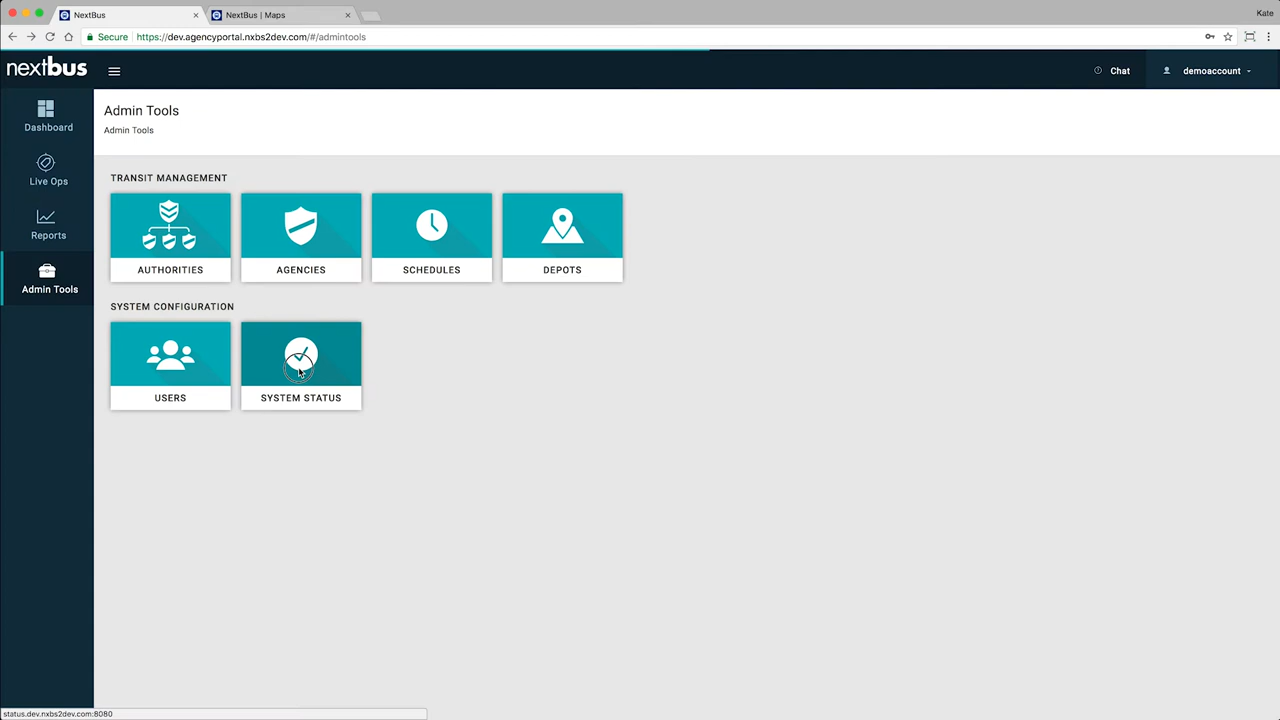 NextBus
NextBus | Maps
Kate
Secure
https://dev.agencyportal.nxbs2dev.com/#/admintools
nextbus
Chat
demoaccount
Dashboard
Live Ops
Reports
Admin Tools
Admin Tools
Admin Tools
TRANSIT MANAGEMENT
AUTHORITIES
AGENCIES
SCHEDULES
DEPOTS
SYSTEM CONFIGURATION
USERS
SYSTEM STATUS
status.dev.nxbs2dev.com:8080